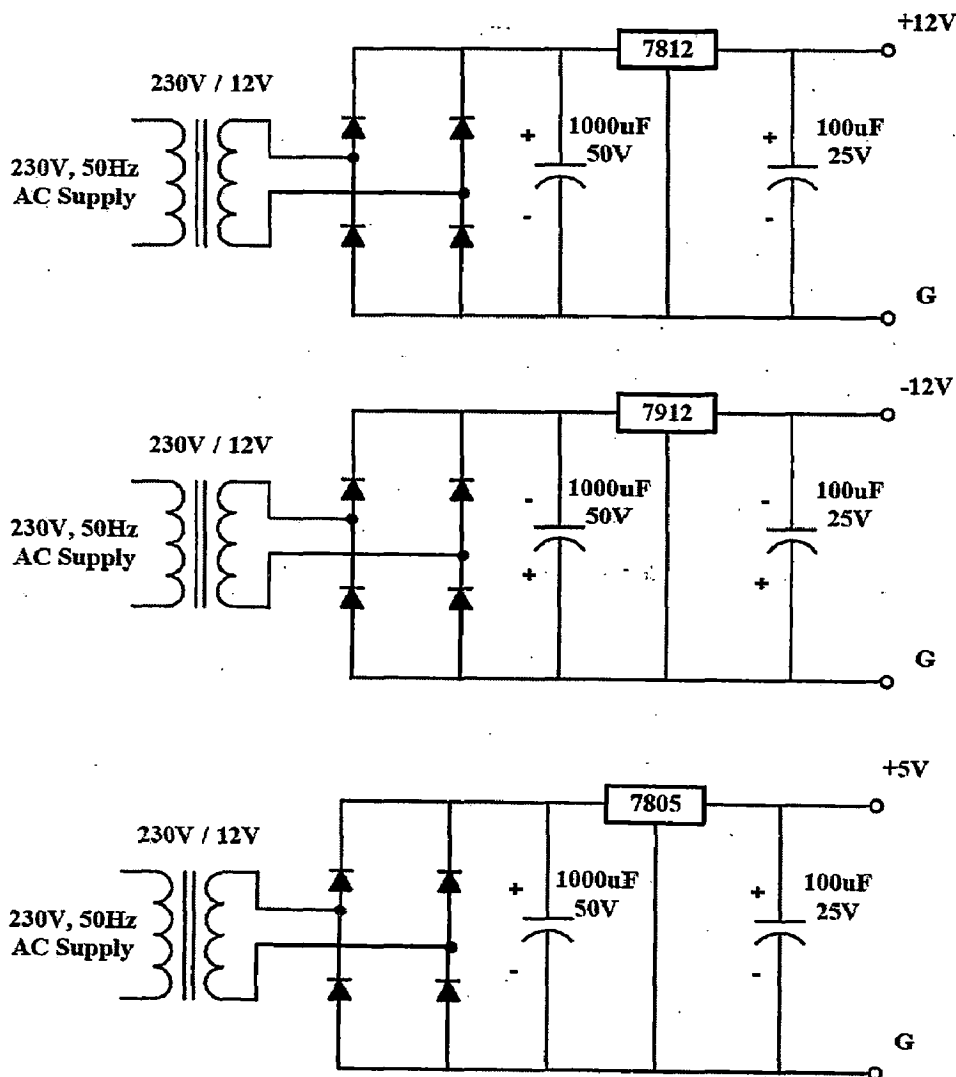 +12V
7812
230V / 12V
230V, 50Hz
AC Supply
+
1000uF
50V
-
+
100uF
25V
-
G
-12V
7912
230V / 12V
230V, 50Hz
AC Supply
-
1000uF
50V
+
-
100uF
25V
+
G
+5V
7805
230V / 12V
230V, 50Hz
AC Supply
+
1000uF
50V
-
+
100uF
25V
-
G